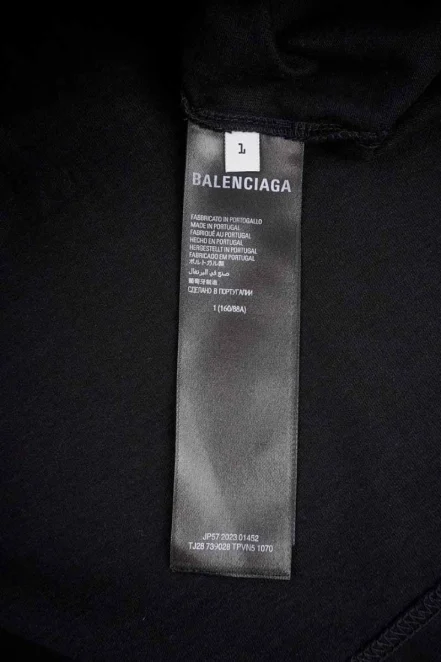 1
BALENCIAGA
FABBRICATO IN PORTOGALLO
MADE IN PORTUGAL
FABRIQUÉ AU PORTUGAL
HECHO EN PORTUGAL
HERGESTELLT IN PORTUGAL
FABRICADO EM PORTUGAL
ポルトガル製
صنع في البرتغال
葡萄牙制造
СДЕЛАНО В ПОРТУГАЛИИ
1 (160/88A)
JP57 2023 01452
TJ28 739028 TPVN5 1070